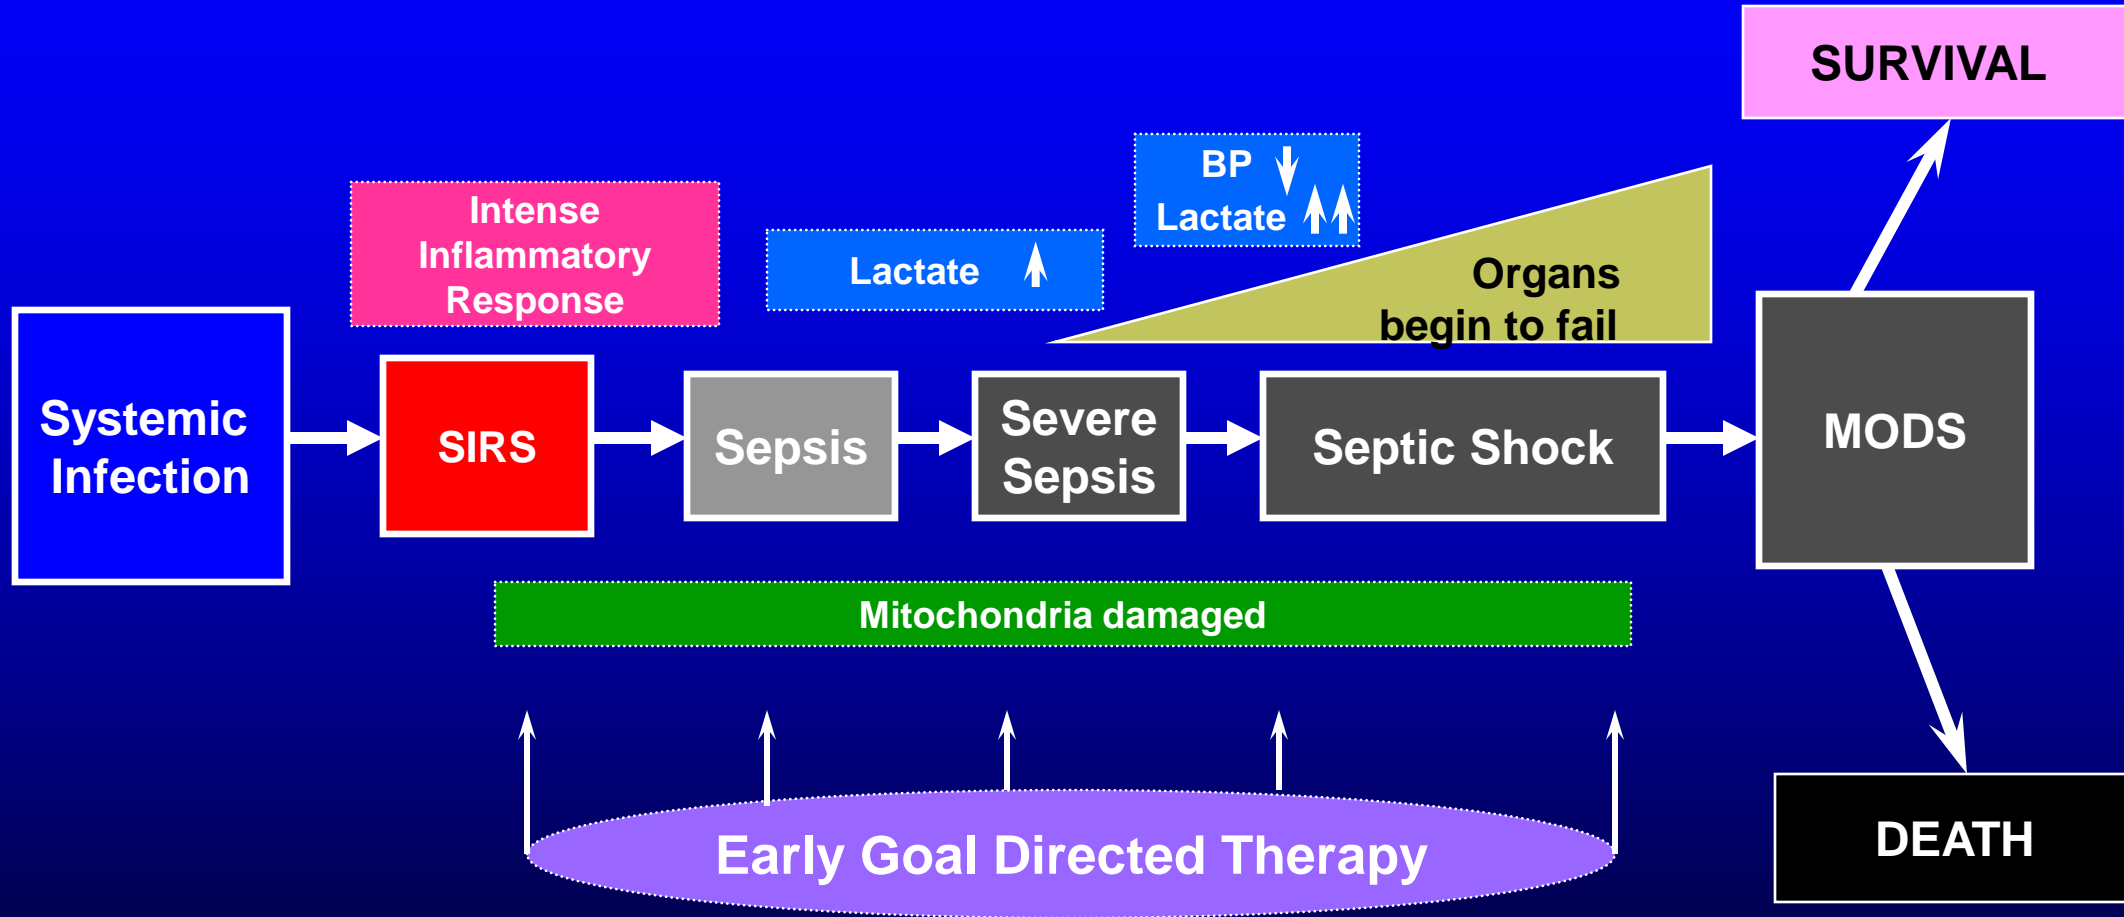 SURVIVAL
BP
Lactate
Intense
Inflammatory
Response
Lactate
Organs
begin to fail
Systemic
Infection
SIRS
Sepsis
Severe
Sepsis
Septic Shock
MODS
Mitochondria damaged
Early Goal Directed Therapy
DEATH